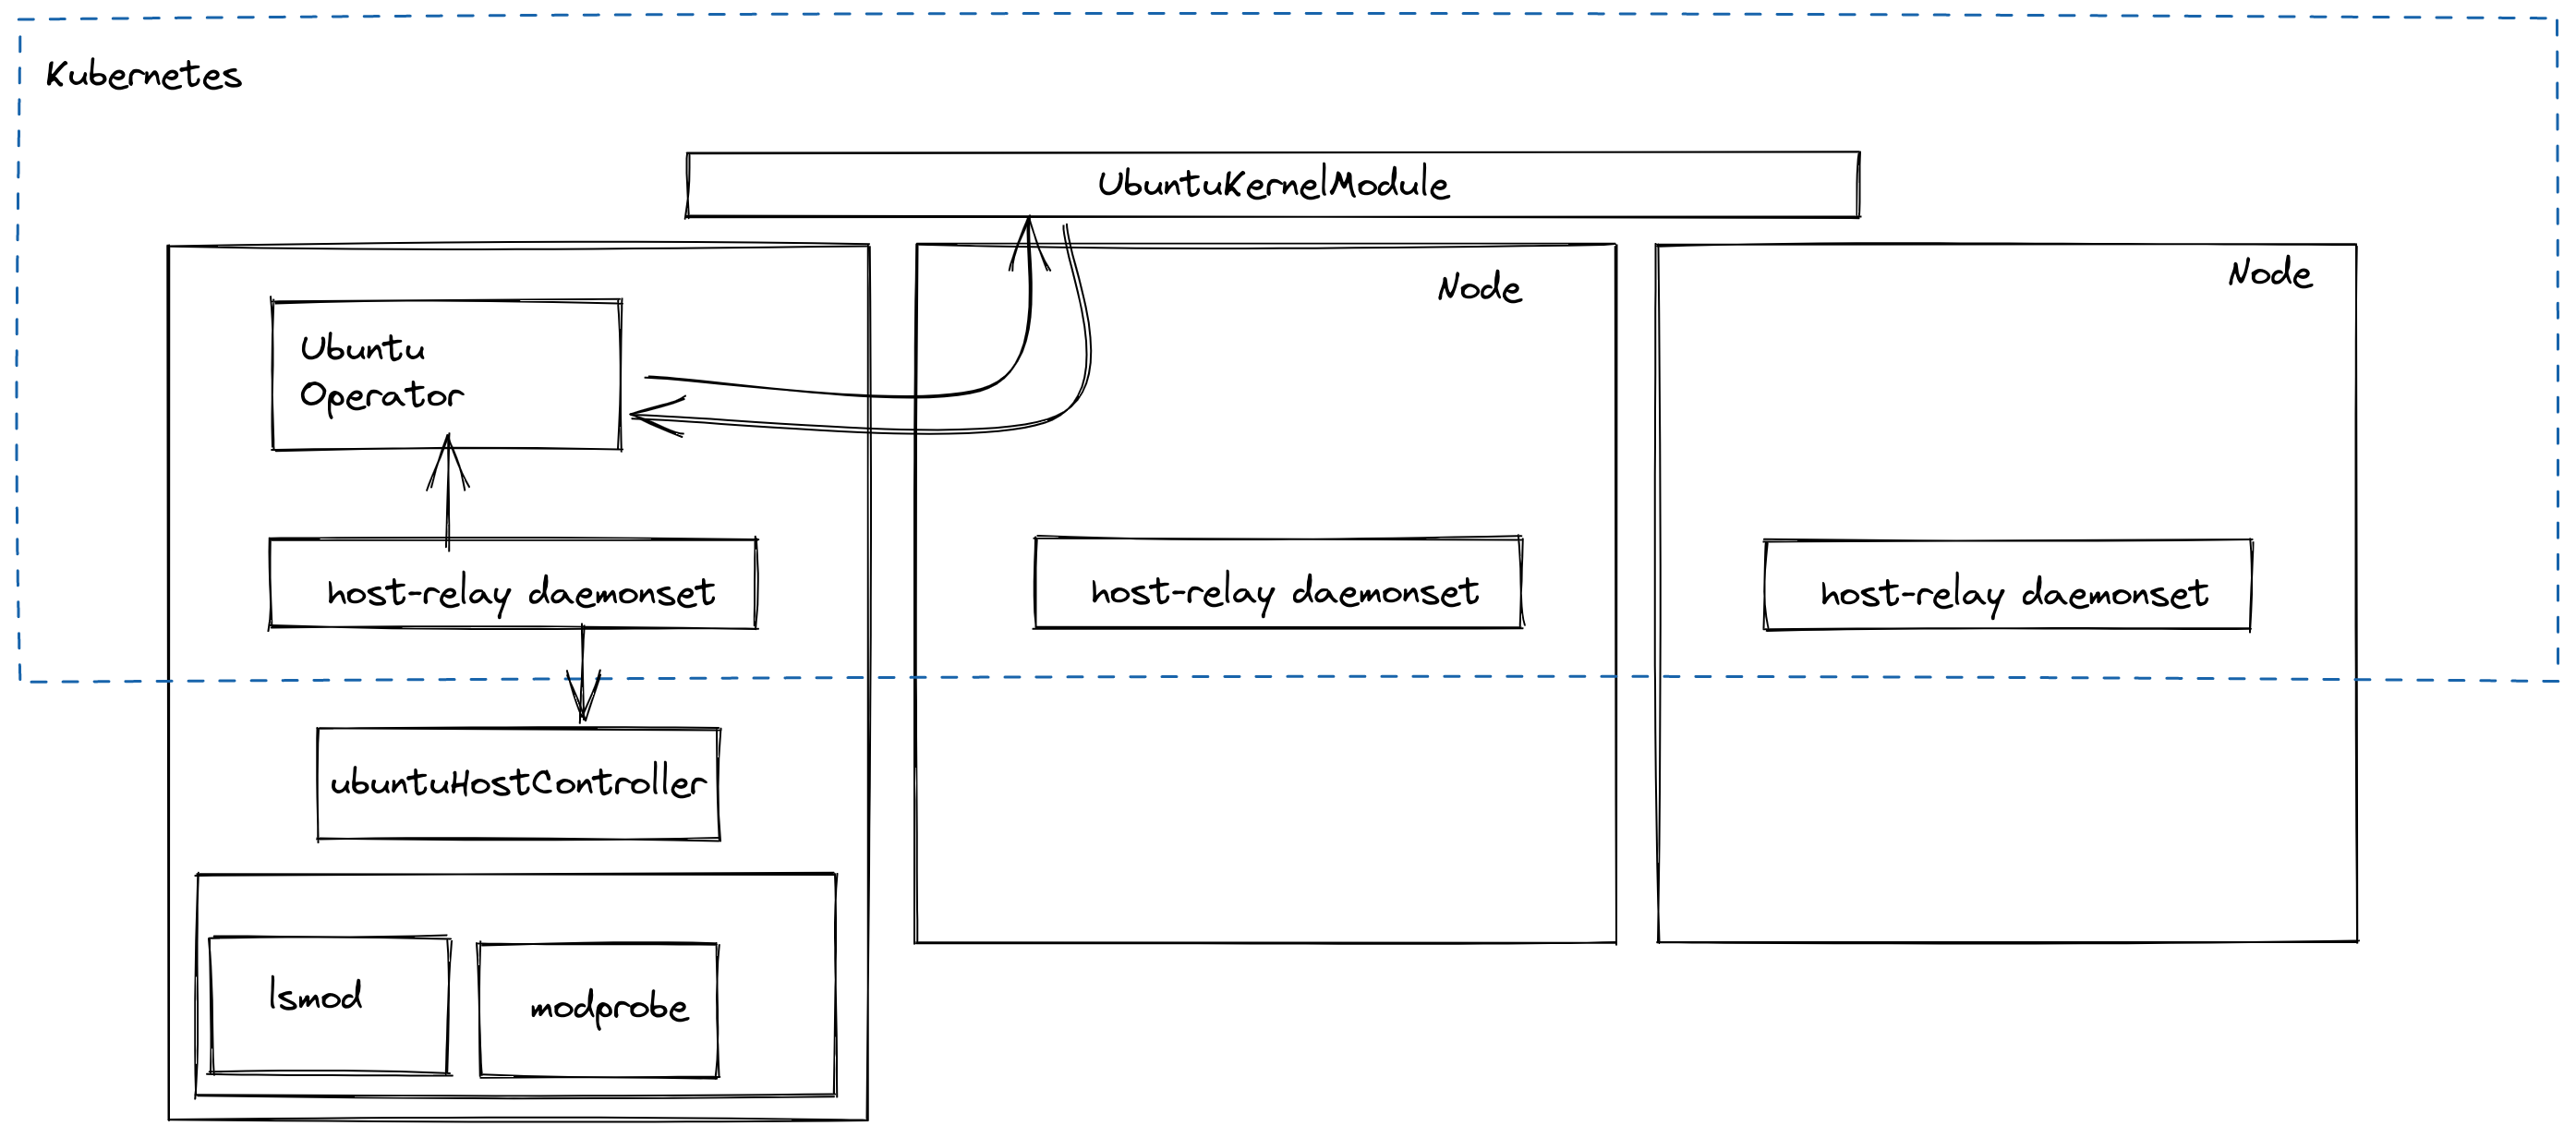 Kubernetes
UbuntuKernelModule
Node
Node
Ubuntu
Operator
host-relay daemonset
host-relay daemonset
host-relay daemonset
ubuntuHostController
lsmod
modprobe